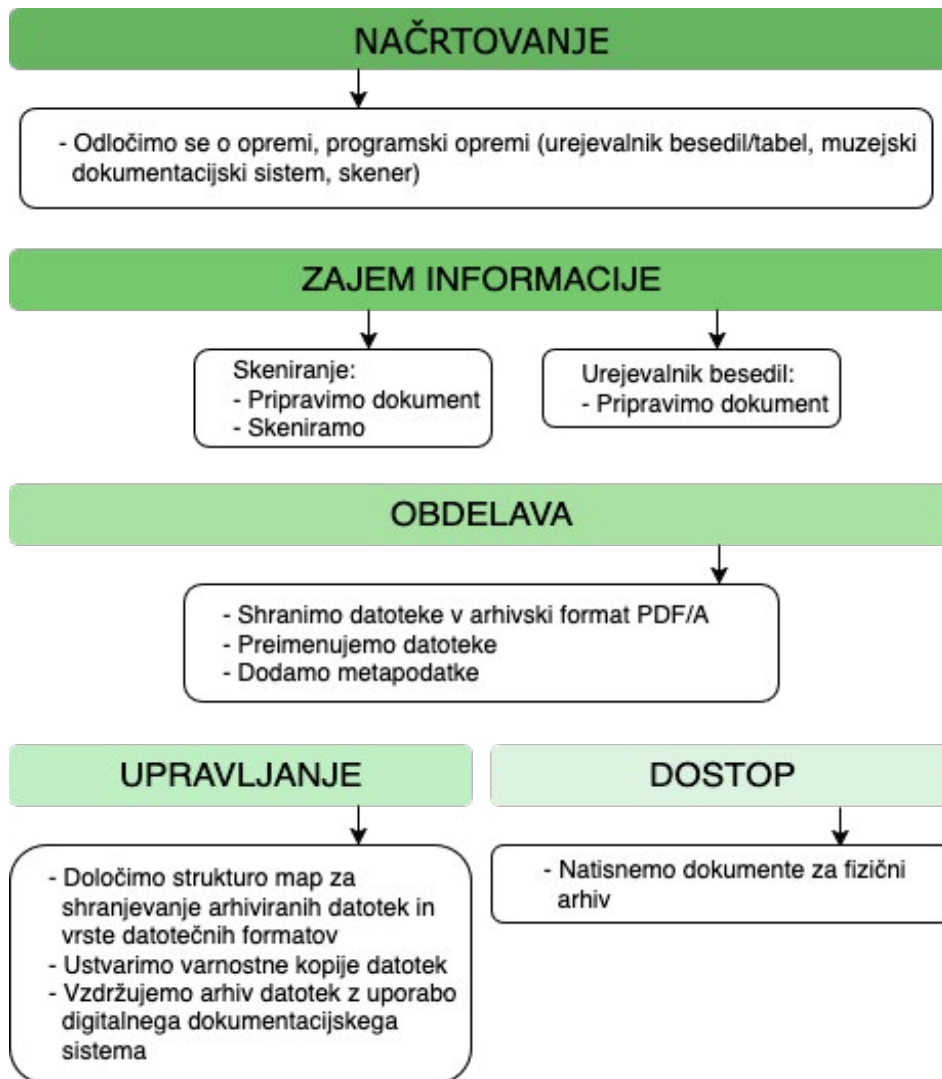 NAČRTOVANJE
- Odločimo se o opremi, programski opremi (urejevalnik besedil/tabel, muzejski
dokumentacijski sistem, skener)
ZAJEM INFORMACIJE
Skeniranje:
- Pripravimo dokument
- Skeniramo
Urejevalnik besedil:
- Pripravimo dokument
OBDELAVA
- Shranimo datoteke v arhivski format PDF/A
- Preimenujemo datoteke
- Dodamo metapodatke
UPRAVLJANJE
- Določimo strukturo map za
shranjevanje arhiviranih datotek in
vrste datotečnih formatov
- Ustvarimo varnostne kopije datotek
- Vzdržujemo arhiv datotek z uporabo
digitalnega dokumentacijskega
sistema
DOSTOP
- Natisnemo dokumente za fizični
arhiv